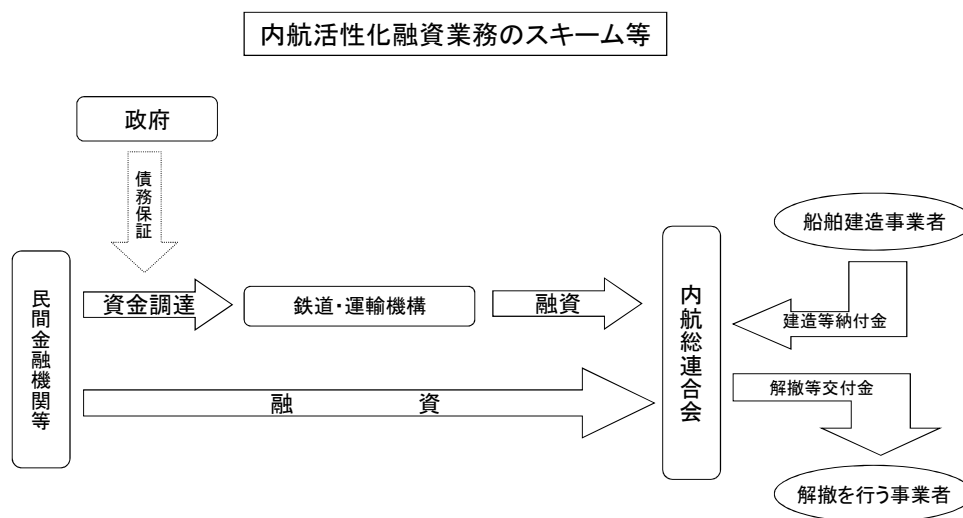 内航活性化融資業務のスキーム等
政府
債務保証
船舶建造事業者
民間金融機関等
資金調達
鉄道・運輸機構
融資
内航総連合会
建造等納付金
融　資
解撤等交付金
解撤を行う事業者